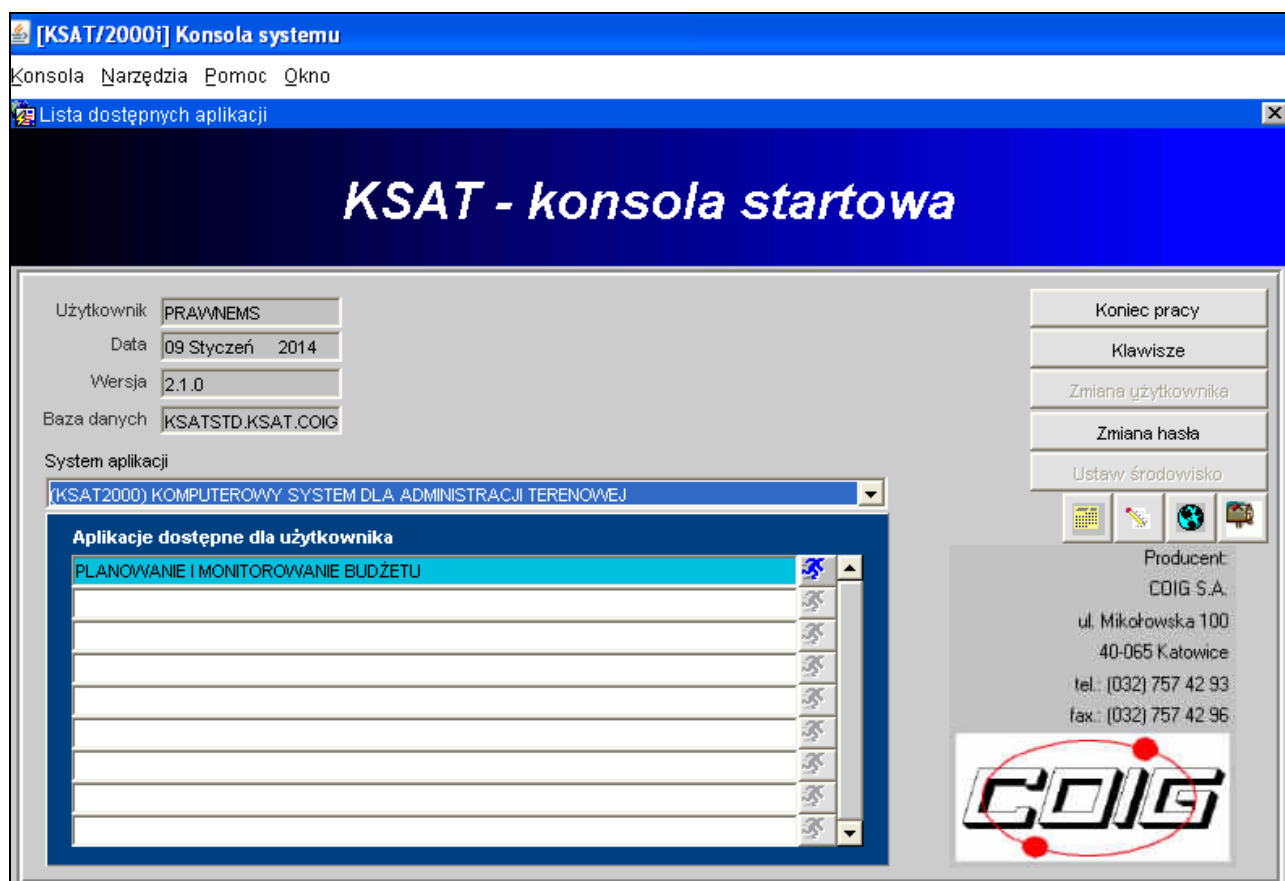 [KSAT/2000i] Konsola systemu
Konsola Narzędzia Pomoc Okno
Lista dostępnych aplikacji
KSAT - konsola startowa
Użytkownik PRAWNEMS
Data 09 Styczeń 2014
Wersja 2.1.0
Baza danych KSATSTD.KSAT.COIG
System aplikacji
(KSAT2000) KOMPUTEROWY SYSTEM DLA ADMINISTRACJI TERENOWEJ
Aplikacje dostępne dla użytkownika
PLANOWANIE I MONITOROWANIE BUDŻETU
Koniec pracy
Klawisze
Zmiana użytkownika
Zmiana hasła
Ustaw środowisko
Producent:
COIG S.A.
ul. Mikołowska 100
40-065 Katowice
tel.: (032) 757 42 93
fax.: (032) 757 42 96
COIG